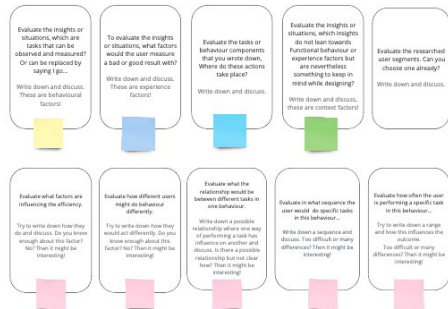 Evaluate the insights or
situations, which are
tasks that can be
observed and measured?
Or can be replaced by
saying I go...
Write down and discuss.
These are behavioural
factors!
To evaluate the insights
or situations, what factors
would the user measure
a bad or good result with?
Write down and discuss.
These are experience
factors!
Evaluate the tasks or
behaviour components
that you wrote down,
Where do these actions
take place?
Write down and discuss.
Evaluate the insights or
situations, which insights
do not lean towards
Functional behaviour or
experience factors but
are nevertheless
something to keep in
mind while designing?
Write down and discuss,
these are context factors!
Evaluate the researched
user segments. Can you
choose one already?
Write down and discuss.
Evaluate what factors are
influencing the efficiency.
Try to write down how they
do and discuss. Do you know
enough about this factor?
No? Then it might be
interesting!
Evaluate how different users
might do behaviour
differently.
Try to write down how they
would act differently. Do you
know enough about this
factor? No? Then it might be
interesting!
Evaluate what the
relationship would be
between different tasks in
one behaviour.
Write down a possible
relationship where one way
of performing a task has
influence on another and
discuss. Is there a possible
relationship but not clear
how? Then it might be
interesting!
Evaluate in what sequence the
user would do specific tasks
in this behaviour...
Write down a sequence and
discuss. Too difficult or many
differences? Then it might be
interesting!
Evaluate how often the user
is performing a specific task
in this behaviour...
Try to write down a range
and how this influences the
outcome.
Too difficult or many
differences? Then it might be
interesting!